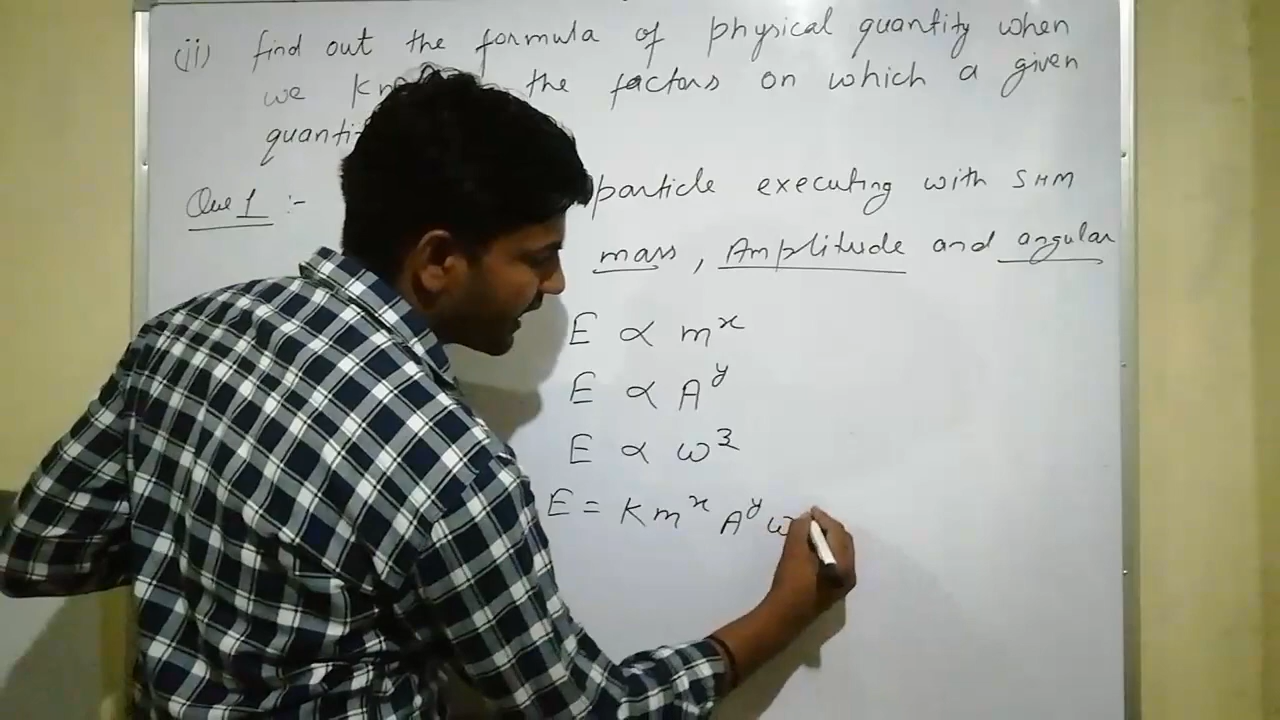 (ii) find out the formula of physical quantity when
we the factors on which a given
Que 1 :- particle executing with SHM
mass, Amplitude and angular
E ∝ m^x
E ∝ A^y
E ∝ ω^z
E = K m^x A^y ω